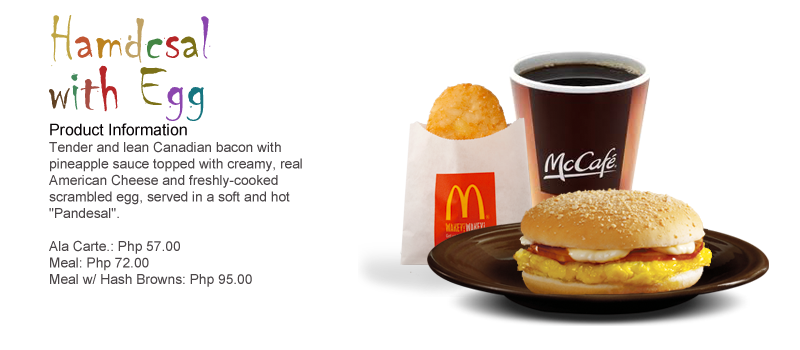 Hamdesal
with Egg
Product Information
Tender and lean Canadian bacon with
pineapple sauce topped with creamy, real
American Cheese and freshly-cooked
scrambled egg, served in a soft and hot
"Pandesal".
Ala Carte.: Php 57.00
Meal: Php 72.00
Meal w/ Hash Browns: Php 95.00
McCafé
WAKEY! WAKEY!